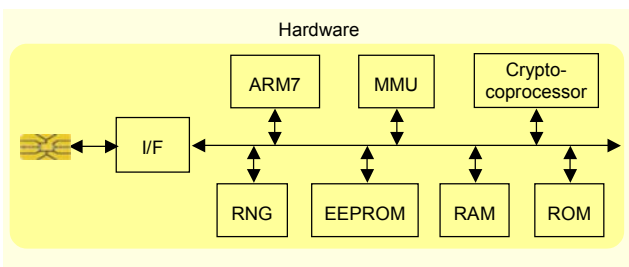 Hardware
ARM7
MMU
Crypto-
coprocessor
I/F
RNG
EEPROM
RAM
ROM